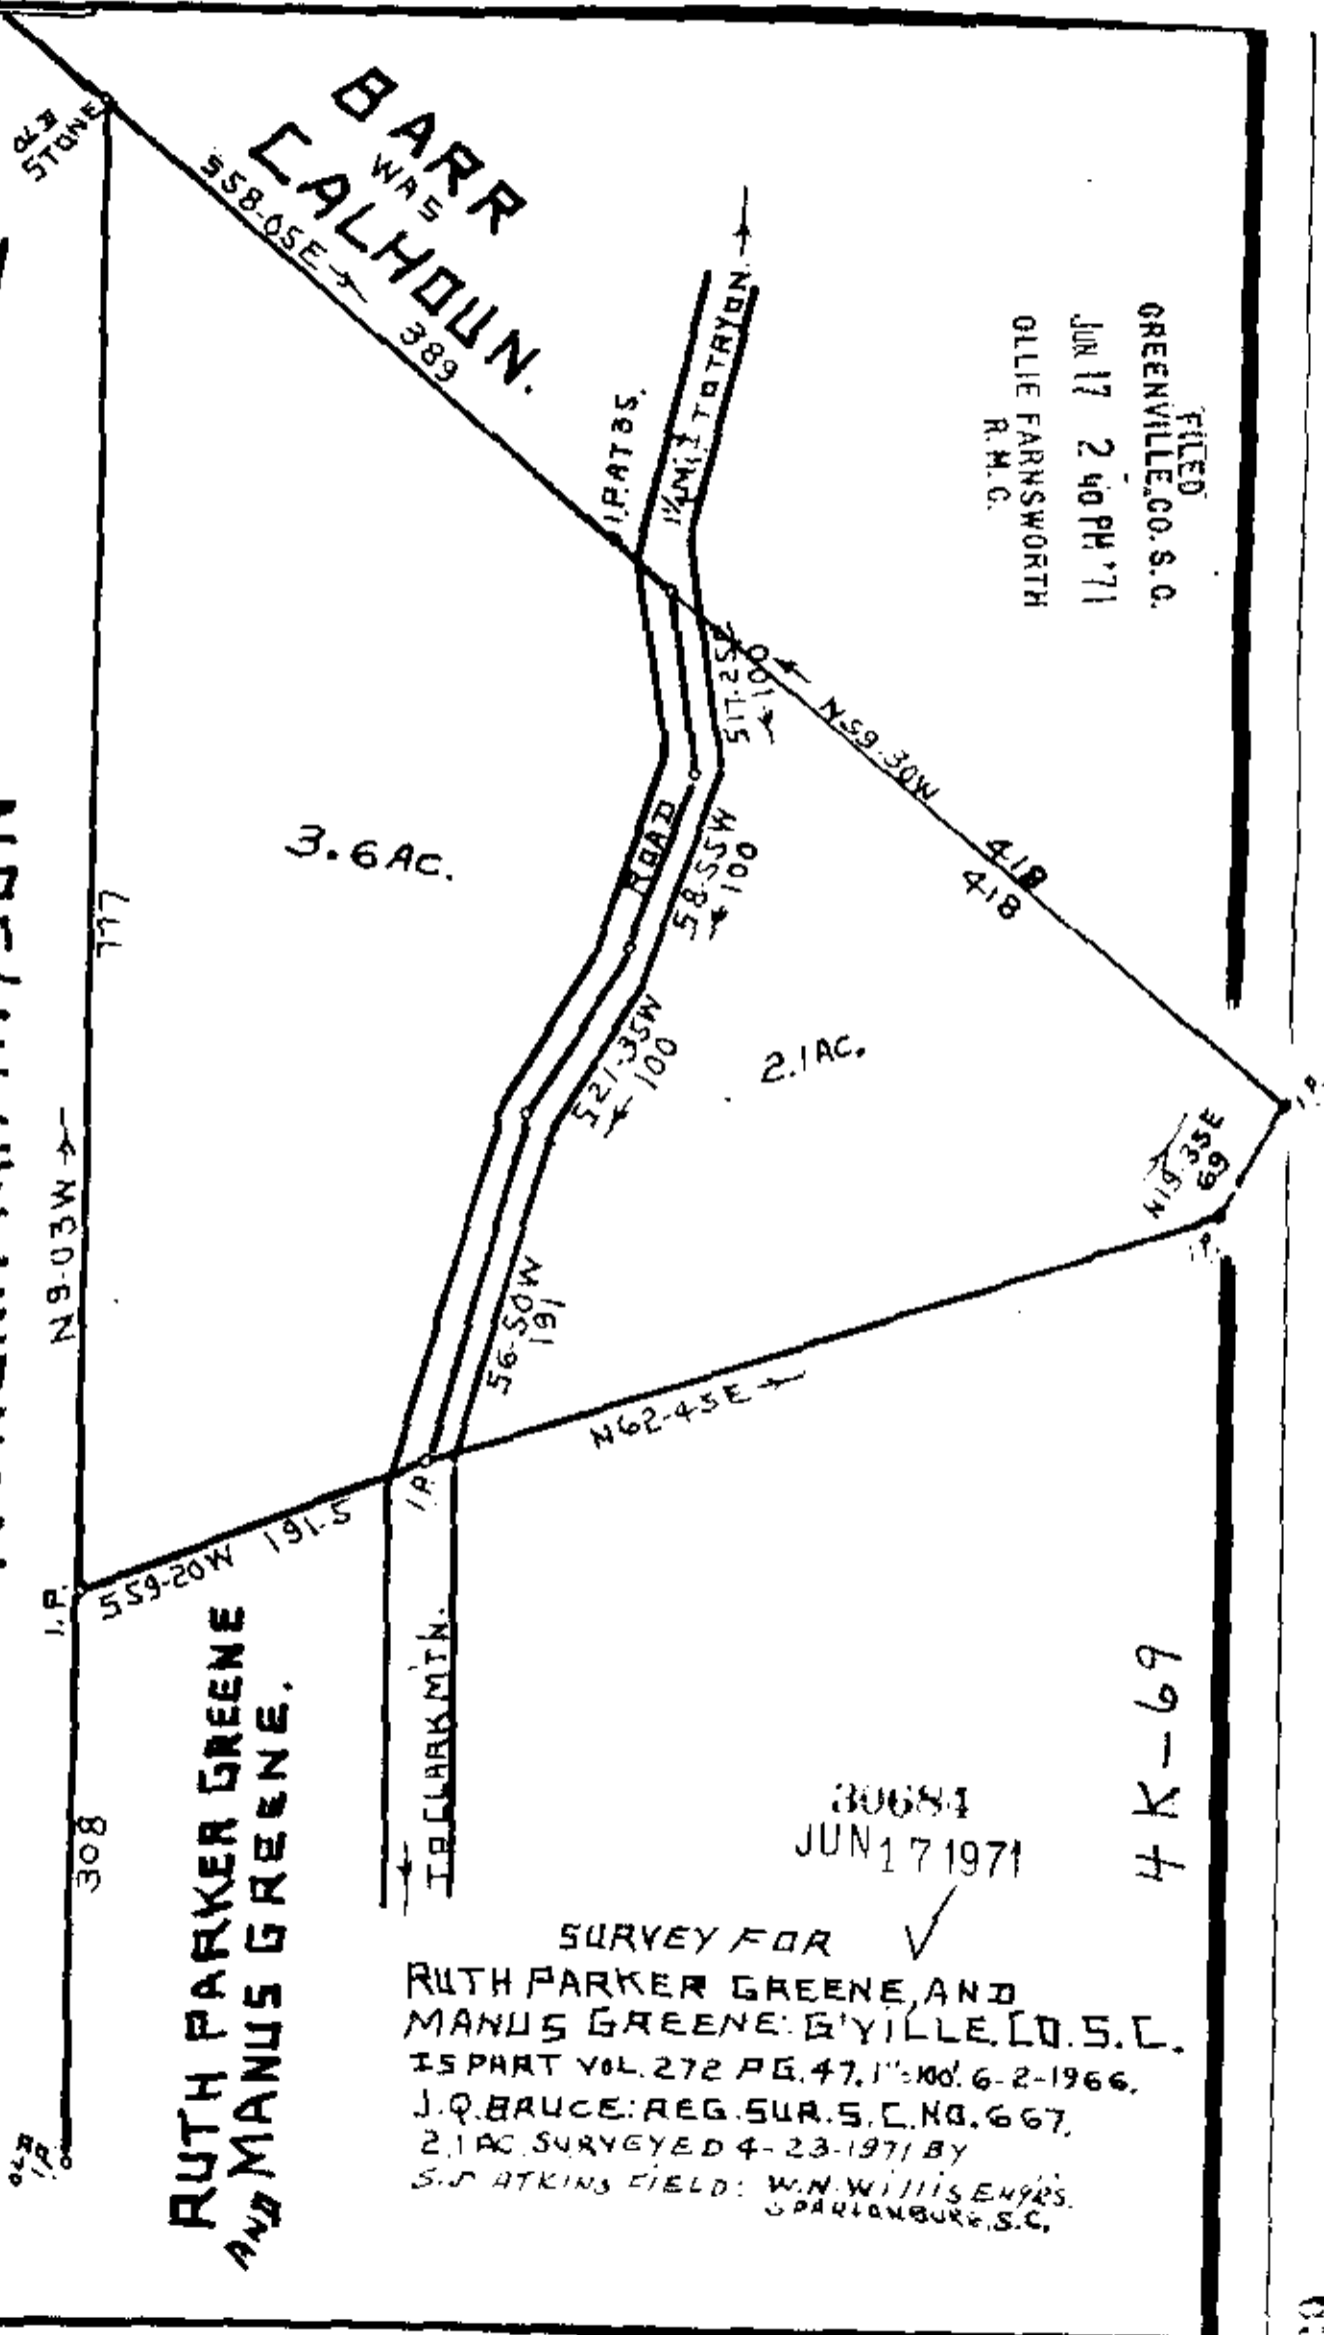 OLD
STONE
S58-05E
389
BARR
WAS
CALHOUN.
I.P. AT 35.
1¼ MI. TO TRYON
FILED
GREENVILLE. CO. S. C.
JUN 17 2 40 PM '71
OLLIE FARNSWORTH
R. M. C.
100
N59-30W
418
418
ROAD
S8-55W
100
S21-35W
100
S6-50W
191
3.6 AC.
2.1 AC.
777
N9-03W
N19-35E
69
I.P.
I.P.
N62-45E
I.P.
S59-20W 191.5
I.P.
308
OLD
I.P.
TO CLARK MTN.
RUTH PARKER GREENE
AND MANUS GREENE.
4K-69
30684
JUN 17 1971
SURVEY FOR
RUTH PARKER GREENE, AND
MANUS GREENE: G'VILLE. CO. S. C.
IS PART VOL. 272 PG. 47. 1"=100'. 6-2-1966.
J.Q. BRUCE: REG. SUR. S. C. NO. 667.
2.1 AC. SURVEYED 4-23-1971 BY
S.J. ATKINS FIELD: W.N. Willis ENGRS.
SPARTANBURG, S.C.